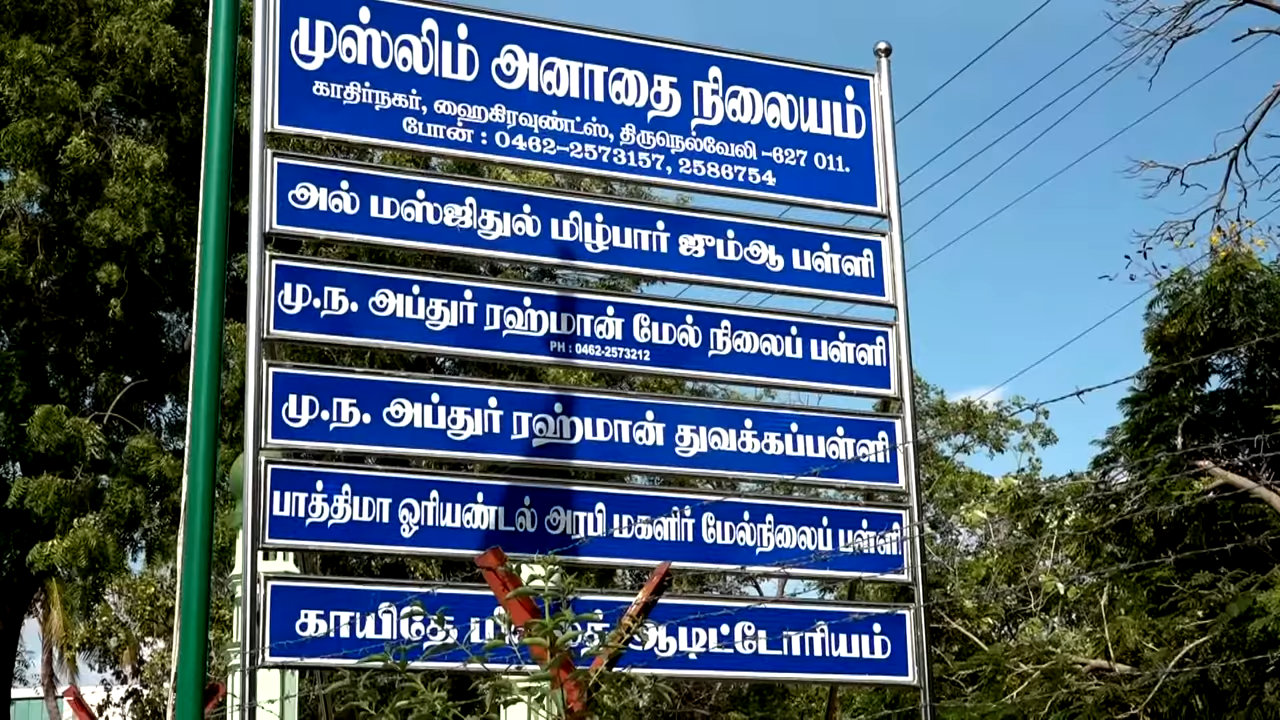 முஸ்லிம் அனாதை நிலையம்
காதிர்நகர், ஹைகிரவுண்ட்ஸ், திருநெல்வேலி -627 011.
போன் : 0462-2573157, 2586754
அல் மஸ்ஜிதுல் மிழ்பார் ஜும்ஆ பள்ளி
மு.ந. அப்துர் ரஹ்மான் மேல் நிலைப் பள்ளி
PH : 0462-2573212
மு.ந. அப்துர் ரஹ்மான் துவக்கப்பள்ளி
பாத்திமா ஓரியண்டல் அரபி மகளிர் மேல்நிலைப் பள்ளி
காயிதே ஆடிட்டோரியம்